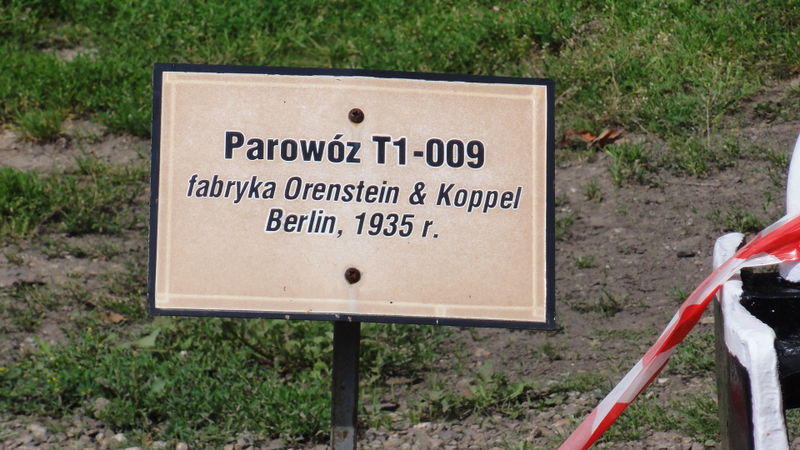 Parowóz T1-009
fabryka Orenstein & Koppel
Berlin, 1935 r.